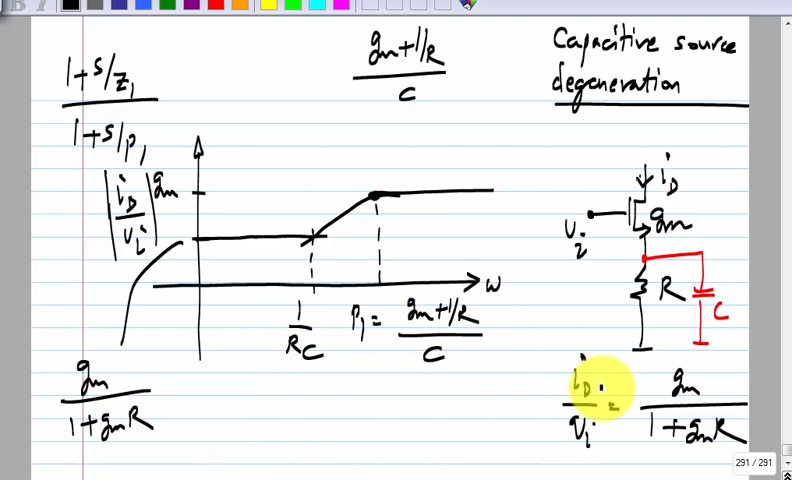 Capacitive source
degeneration
1+s/z1
1+s/p1
gm+1/R
C
|iD/vi|
gm
ω
1
RC
p1 = gm+1/R
C
gm
1+gmR
iD
gm
vi
R
C
iD
vi
=
gm
1+gmR
291 / 291